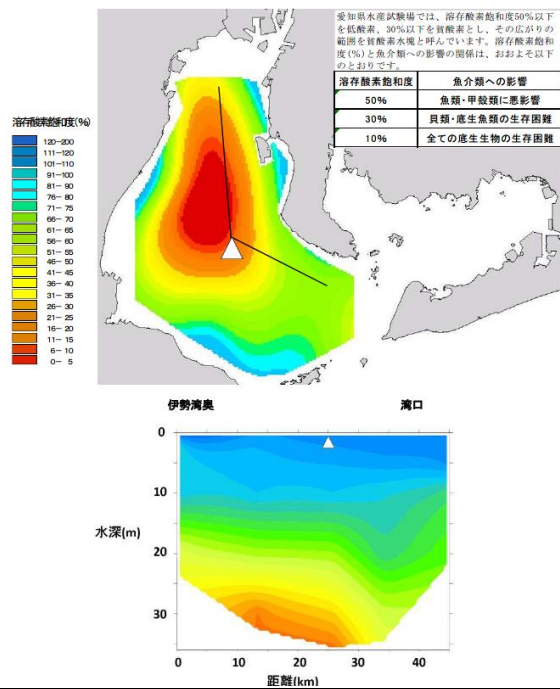 愛知県水産試験場では、溶存酸素飽和度50%以下
を低酸素、30%以下を貧酸素とし、その広がりの
範囲を貧酸素水塊と呼んでいます。溶存酸素飽和
度(%)と魚介類への影響の関係は、おおよそ以下
のとおりです。
溶存酸素飽和度 魚介類への影響
50% 魚類・甲殻類に悪影響
30% 貝類・底生魚類の生存困難
10% 全ての底生生物の生存困難
溶存酸素飽和度(%)
120-200
111-120
101-110
91-100
81- 90
76- 80
71- 75
66- 70
61- 65
56- 60
51- 55
46- 50
41- 45
36- 40
31- 35
26- 30
21- 25
16- 20
11- 15
6- 10
0- 5
伊勢湾奥 湾口
0
10
20
30
水深(m)
0 10 20 30 40
距離(km)